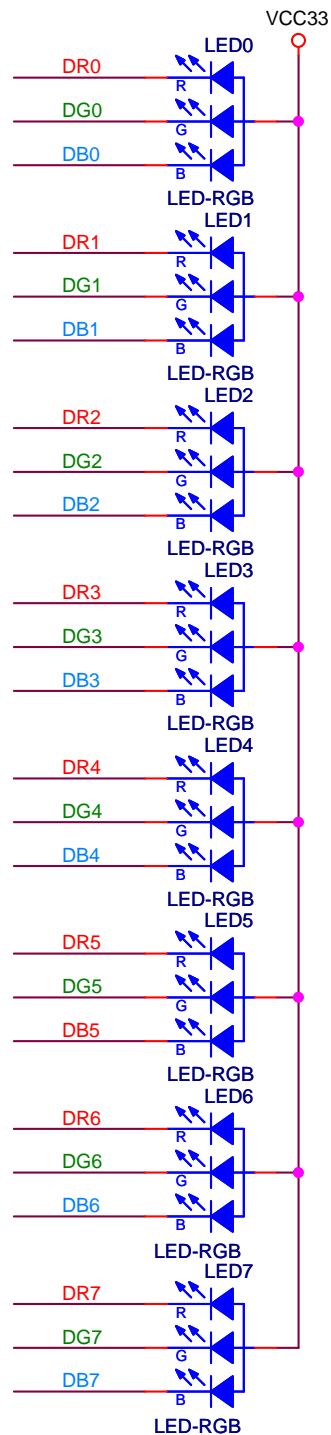 VCC33
LED0
DR0
R
DG0
G
DB0
B
LED-RGB
LED1
DR1
R
DG1
G
DB1
B
LED-RGB
LED2
DR2
R
DG2
G
DB2
B
LED-RGB
LED3
DR3
R
DG3
G
DB3
B
LED-RGB
LED4
DR4
R
DG4
G
DB4
B
LED-RGB
LED5
DR5
R
DG5
G
DB5
B
LED-RGB
LED6
DR6
R
DG6
G
DB6
B
LED-RGB
LED7
DR7
R
DG7
G
DB7
B
LED-RGB